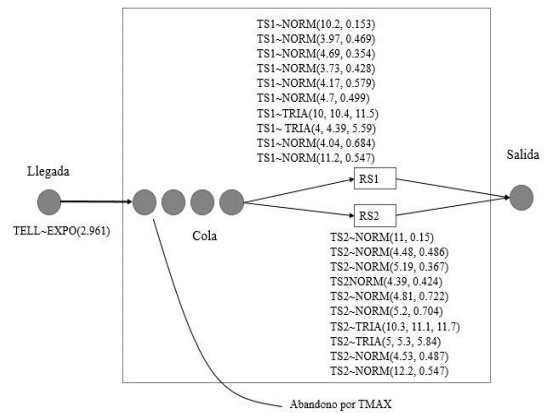 TS1~NORM(10.2, 0.153)
TS1~NORM(3.97, 0.469)
TS1~NORM(4.69, 0.354)
TS1~NORM(3.73, 0.428)
TS1~NORM(4.17, 0.579)
TS1~NORM(4.7, 0.499)
TS1~TRIA(10, 10.4, 11.5)
TS1~ TRIA(4, 4.39, 5.59)
TS1~NORM(4.04, 0.684)
TS1~NORM(11.2, 0.547)
Llegada
TELL~EXPO(2.961)
Cola
RS1
RS2
Salida
TS2~NORM(11, 0.15)
TS2~NORM(4.48, 0.486)
TS2~NORM(5.19, 0.367)
TS2NORM(4.39, 0.424)
TS2~NORM(4.81, 0.722)
TS2~NORM(5.2, 0.704)
TS2~TRIA(10.3, 11.1, 11.7)
TS2~TRIA(5, 5.3, 5.84)
TS2~NORM(4.53, 0.487)
TS2~NORM(12.2, 0.547)
Abandono por TMAX